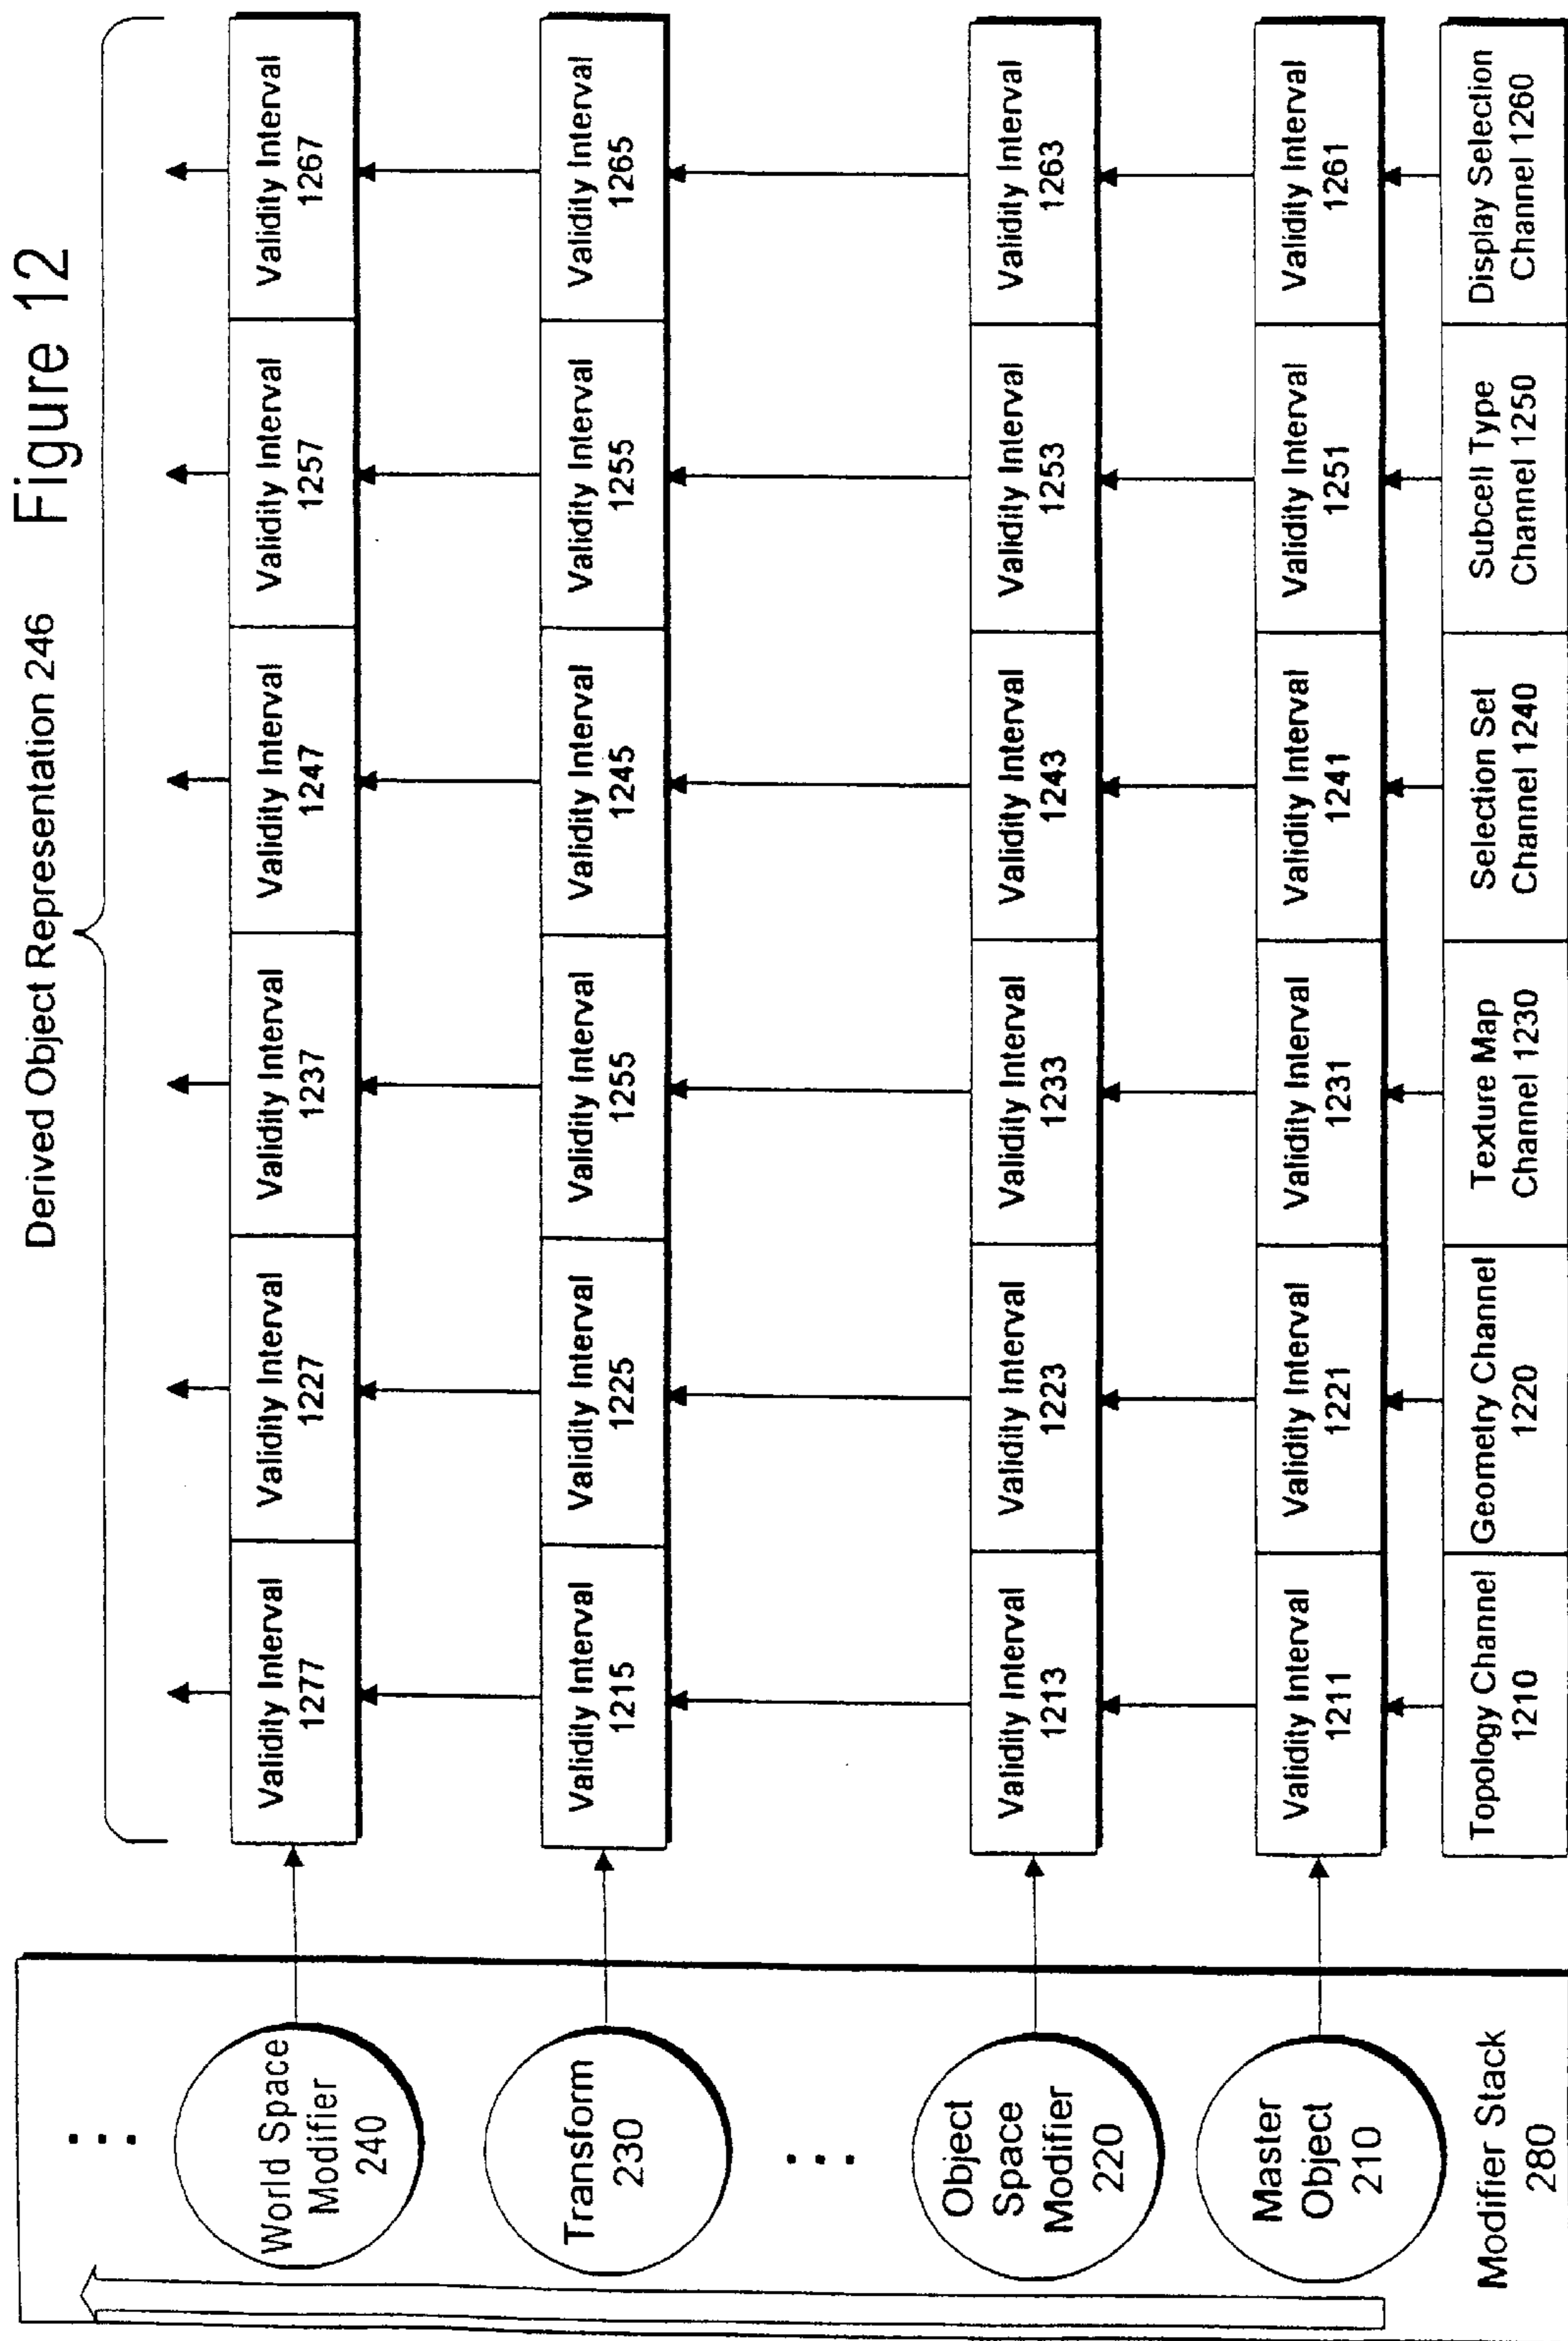 Figure 12
Derived Object Representation 246
World Space
Modifier
240
Validity Interval
1277
Validity Interval
1227
Validity Interval
1237
Validity Interval
1247
Validity Interval
1257
Validity Interval
1267
Transform
230
Validity Interval
1215
Validity Interval
1225
Validity Interval
1255
Validity Interval
1245
Validity Interval
1255
Validity Interval
1265
Object
Space
Modifier
220
Validity Interval
1213
Validity Interval
1223
Validity Interval
1233
Validity Interval
1243
Validity Interval
1253
Validity Interval
1263
Master
Object
210
Validity Interval
1211
Validity Interval
1221
Validity Interval
1231
Validity Interval
1241
Validity Interval
1251
Validity Interval
1261
Modifier Stack
280
Topology Channel
1210
Geometry Channel
1220
Texture Map
Channel 1230
Selection Set
Channel 1240
Subcell Type
Channel 1250
Display Selection
Channel 1260